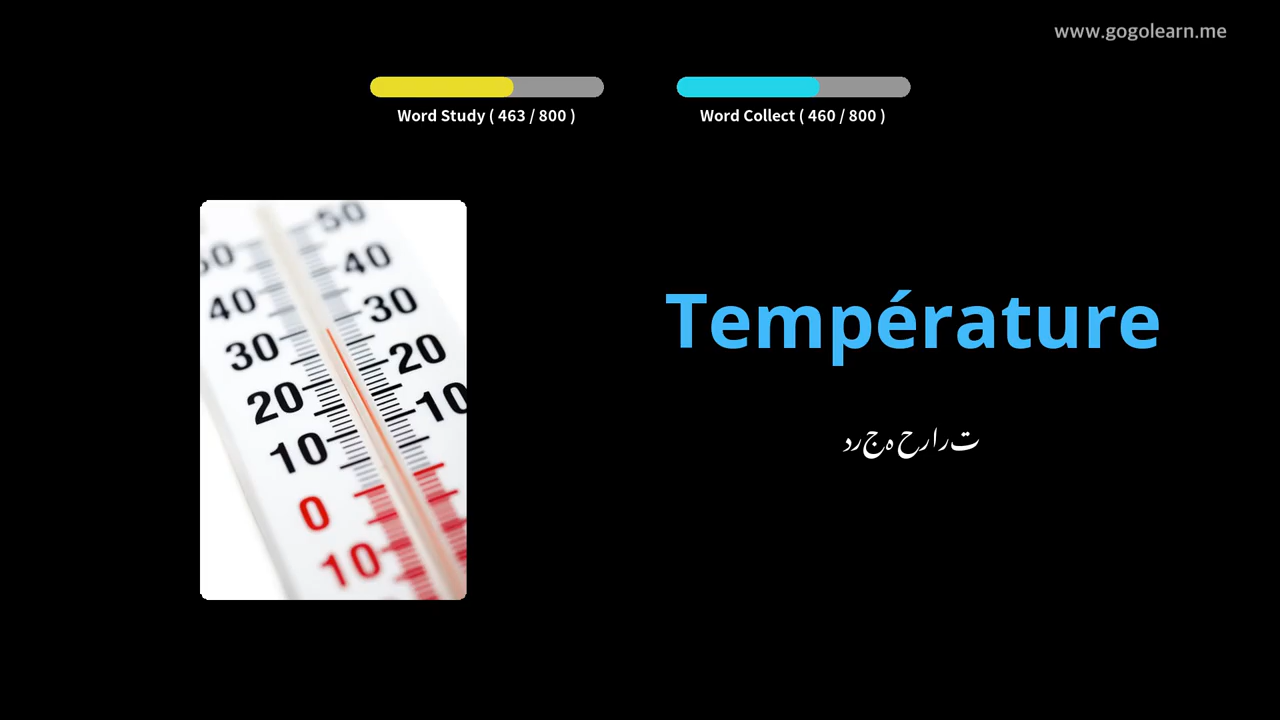 www.gogolearn.me
Word Study ( 463 / 800 )
Word Collect ( 460 / 800 )
50
50
40
40
30
30
20
20
10
10
0
10
Température
درجہ حرارت